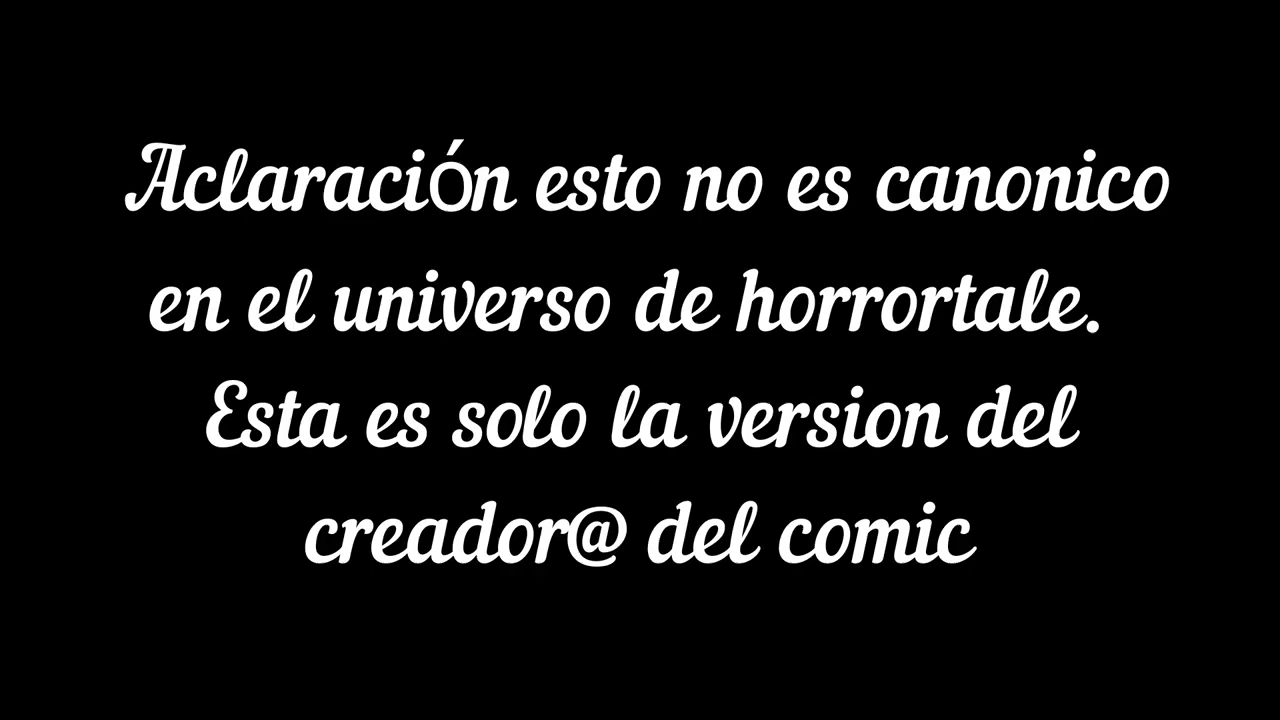 Aclaración esto no es canonico
en el universo de horrortale.
Esta es solo la version del
creador@ del comic